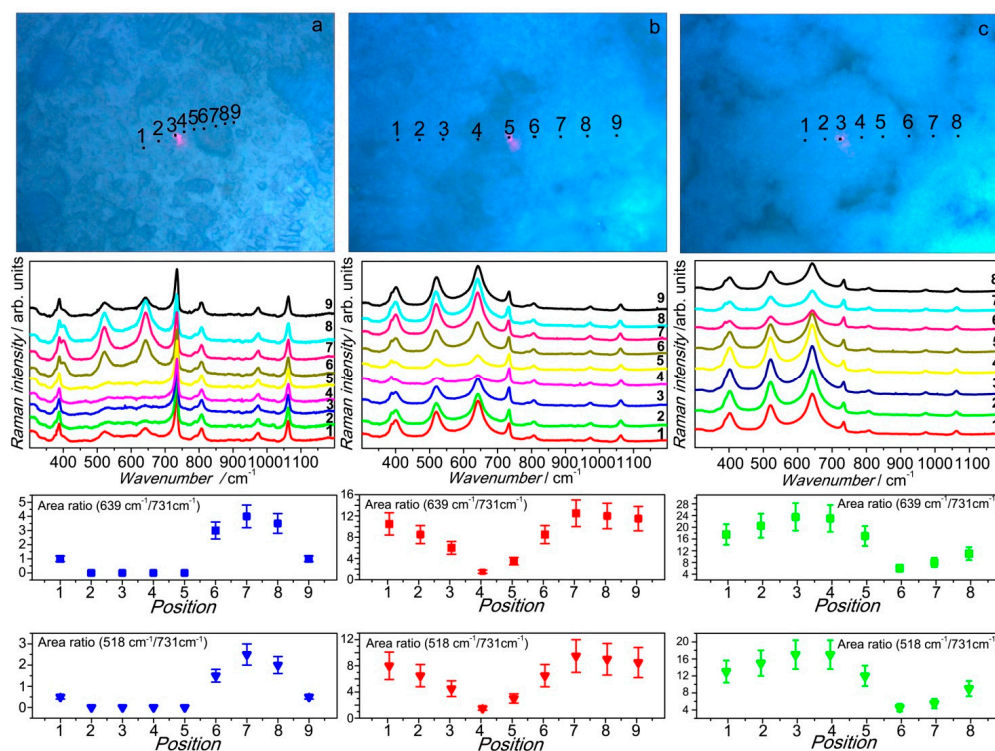 a
1 2 3 4 5 6 7 8 9
b
1 2 3 4 5 6 7 8 9
c
1 2 3 4 5 6 7 8
Raman intensity / arb. units
9
8
7
6
5
4
3
2
1
400 500 600 700 800 900 1000 1100
Wavenumber / cm-1
Raman intensity / arb. units
9
8
7
6
5
4
3
2
1
400 500 600 700 800 900 1000 1100
Wavenumber / cm-1
Raman intensity / arb. units
8
7
6
5
4
3
2
1
400 500 600 700 800 900 1000 1100
Wavenumber / cm-1
Area ratio (639 cm-1/731cm-1)
5
4
3
2
1
0
1 2 3 4 5 6 7 8 9
Position
Area ratio (639 cm-1/731cm-1)
16
12
8
4
0
1 2 3 4 5 6 7 8 9
Position
Area ratio (639 cm-1/731cm-1)
28
24
20
16
12
8
4
1 2 3 4 5 6 7 8
Position
Area ratio (518 cm-1/731cm-1)
3
2
1
0
1 2 3 4 5 6 7 8 9
Position
Area ratio (518 cm-1/731cm-1)
12
8
4
0
1 2 3 4 5 6 7 8 9
Position
Area ratio (518 cm-1/731cm-1)
20
16
12
8
4
1 2 3 4 5 6 7 8
Position